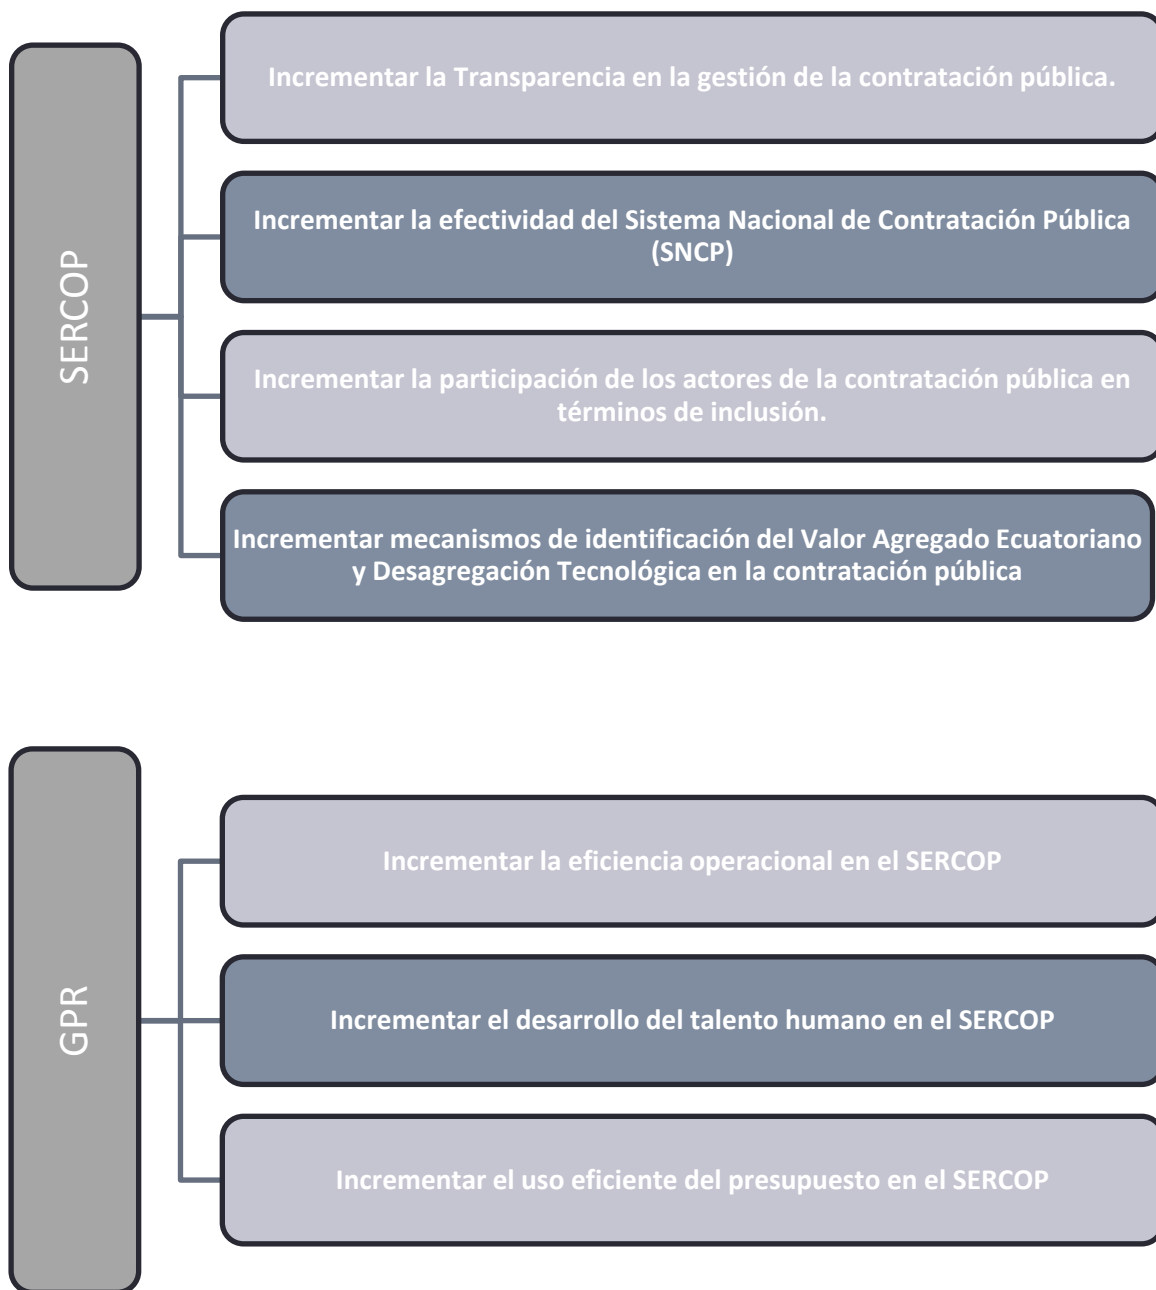 SERCOP
Incrementar la Transparencia en la gestión de la contratación pública.
Incrementar la efectividad del Sistema Nacional de Contratación Pública
(SNCP)
Incrementar la participación de los actores de la contratación pública en
términos de inclusión.
Incrementar mecanismos de identificación del Valor Agregado Ecuatoriano
y Desagregación Tecnológica en la contratación pública
GPR
Incrementar la eficiencia operacional en el SERCOP
Incrementar el desarrollo del talento humano en el SERCOP
Incrementar el uso eficiente del presupuesto en el SERCOP